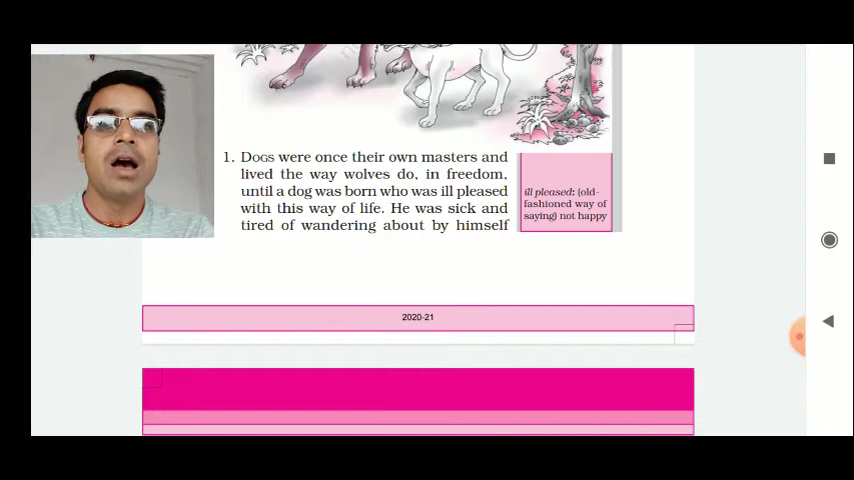 1. Dogs were once their own masters and
lived the way wolves do, in freedom,
until a dog was born who was ill pleased
with this way of life. He was sick and
tired of wandering about by himself
ill pleased: (old-
fashioned way of
saying) not happy
2020-21